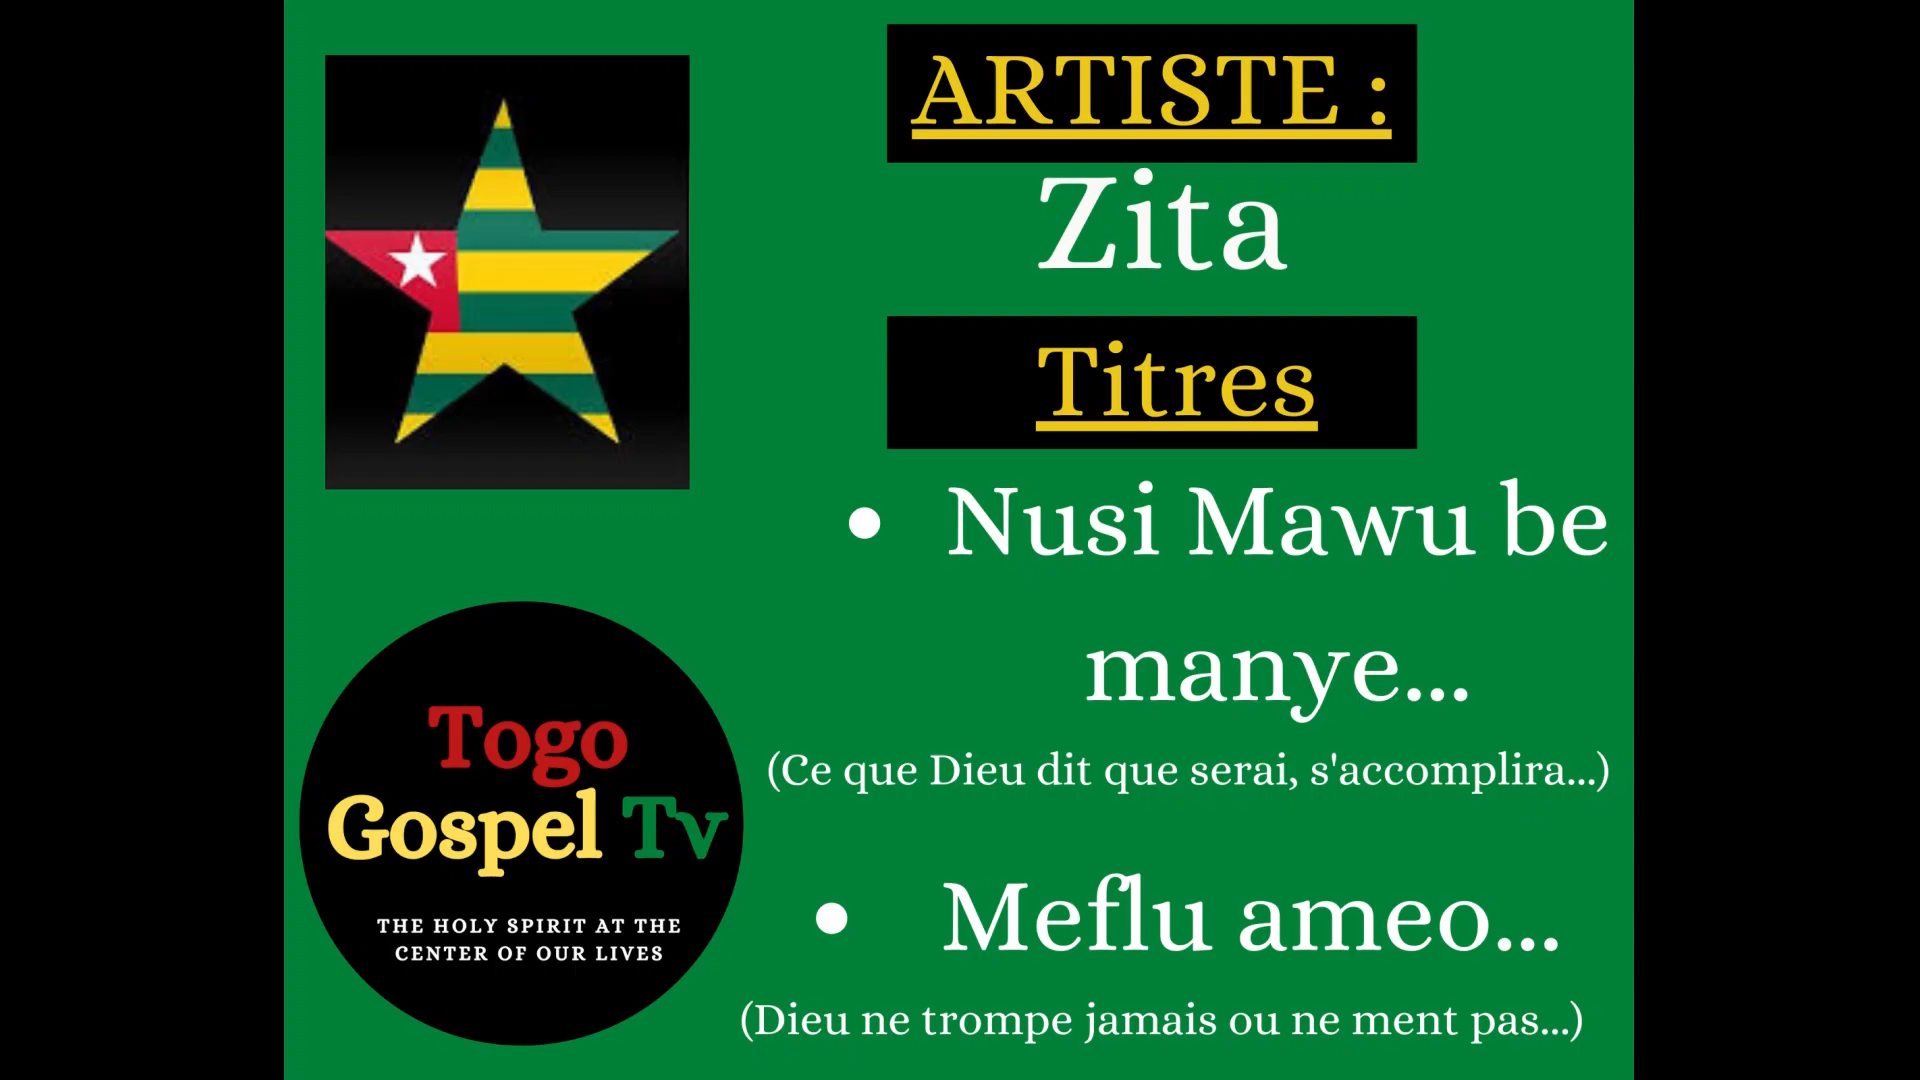 ARTISTE :
Zita
Titres
• Nusi Mawu be
manye...
(Ce que Dieu dit que serai, s'accomplira...)
• Meflu ameo...
(Dieu ne trompe jamais ou ne ment pas...)
Togo
Gospel Tv
THE HOLY SPIRIT AT THE
CENTER OF OUR LIVES